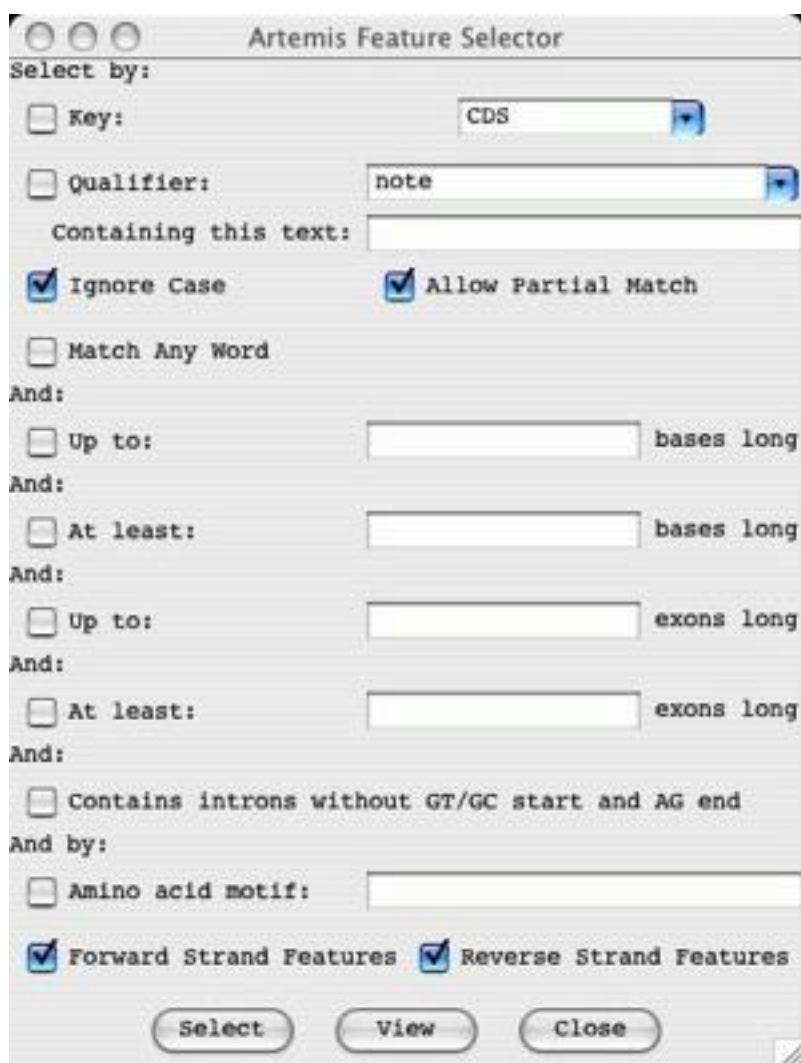 Artemis Feature Selector
Select by:
Key: CDS
Qualifier: note
Containing this text:
Ignore Case Allow Partial Match
Match Any Word
And:
Up to: bases long
And:
At least: bases long
And:
Up to: exons long
And:
At least: exons long
And:
Contains introns without GT/GC start and AG end
And by:
Amino acid motif:
Forward Strand Features Reverse Strand Features
Select View Close